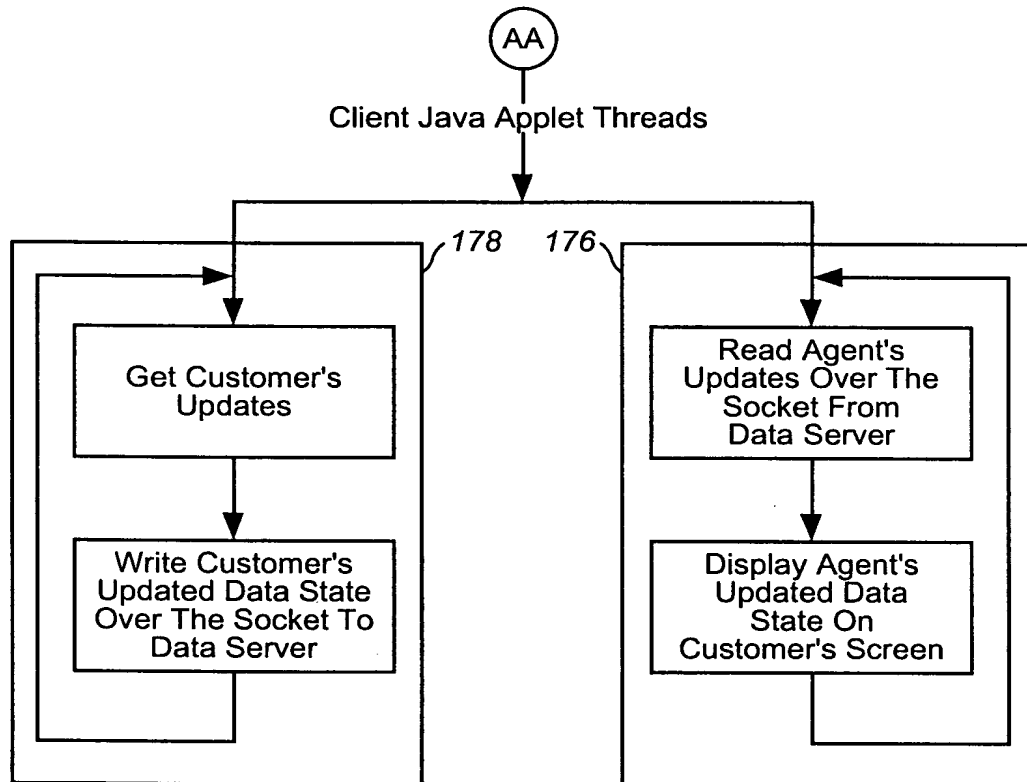 AA
Client Java Applet Threads
178
176
Get Customer's
Updates
Write Customer's
Updated Data State
Over The Socket To
Data Server
Read Agent's
Updates Over The
Socket From
Data Server
Display Agent's
Updated Data
State On
Customer's Screen